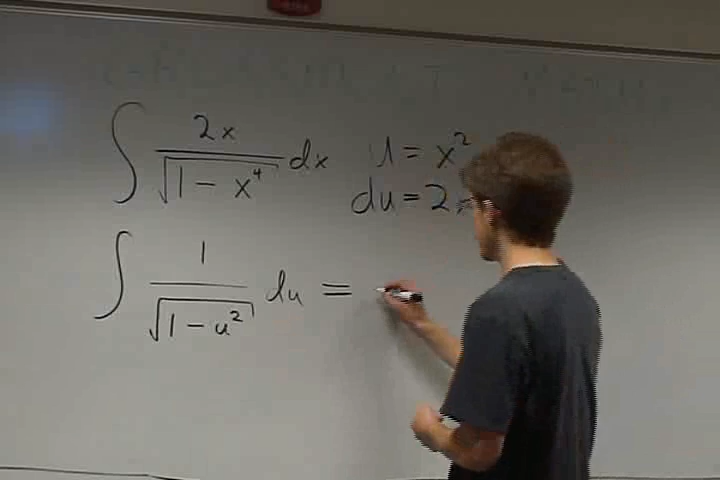 ∫ 2x / √(1 - x⁴) dx
u = x²
du = 2x
∫ 1 / √(1 - u²) du =